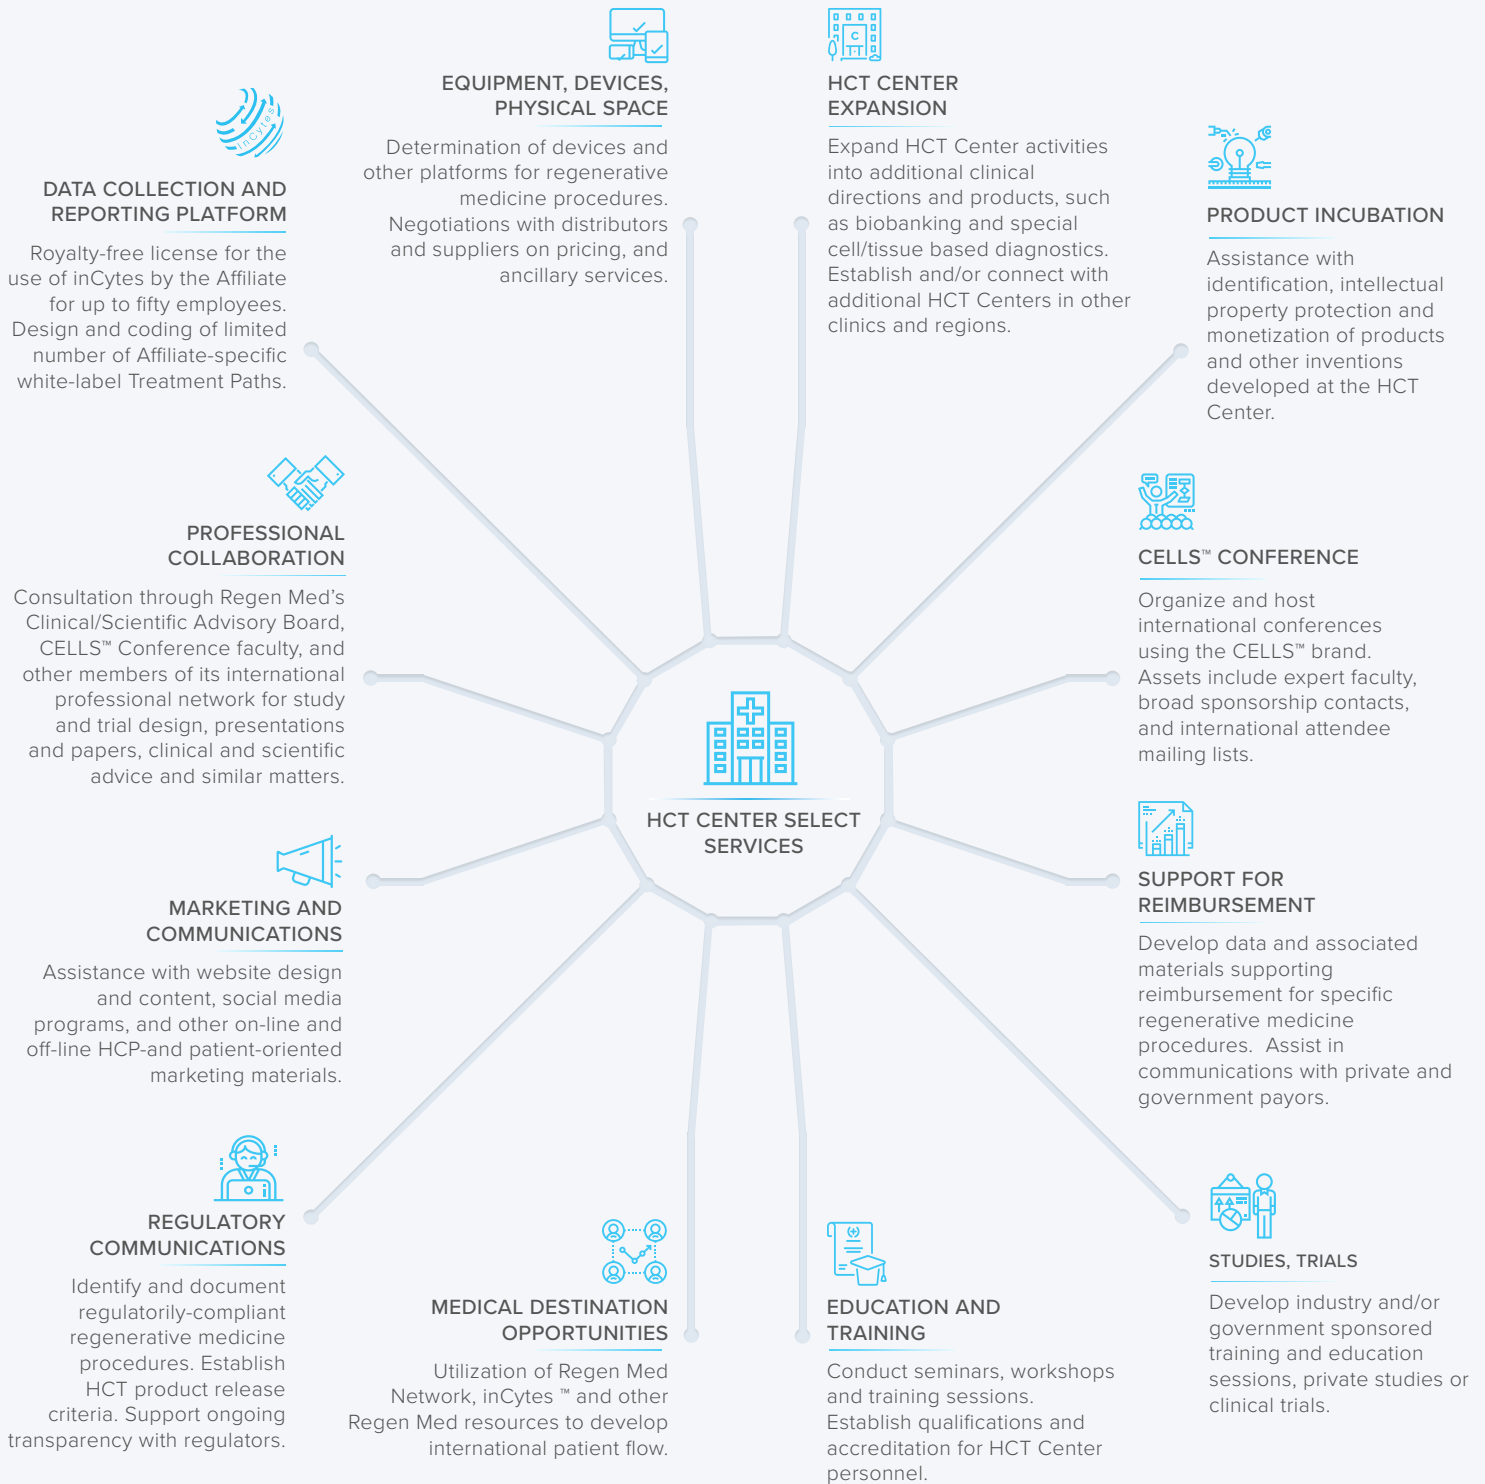 EQUIPMENT, DEVICES,
PHYSICAL SPACE
Determination of devices and
other platforms for regenerative
medicine procedures.
Negotiations with distributors
and suppliers on pricing, and
ancillary services.
C
HCT CENTER
EXPANSION
Expand HCT Center activities
into additional clinical
directions and products, such
as biobanking and special
cell/tissue based diagnostics.
Establish and/or connect with
additional HCT Centers in other
clinics and regions.
InCytes
DATA COLLECTION AND
REPORTING PLATFORM
Royalty-free license for the
use of inCytes by the Affiliate
for up to fifty employees.
Design and coding of limited
number of Affiliate-specific
white-label Treatment Paths.
PRODUCT INCUBATION
Assistance with
identification, intellectual
property protection and
monetization of products
and other inventions
developed at the HCT
Center.
PROFESSIONAL
COLLABORATION
Consultation through Regen Med’s
Clinical/Scientific Advisory Board,
CELLS™ Conference faculty, and
other members of its international
professional network for study
and trial design, presentations
and papers, clinical and scientific
advice and similar matters.
CELLS™ CONFERENCE
Organize and host
international conferences
using the CELLS™ brand.
Assets include expert faculty,
broad sponsorship contacts,
and international attendee
mailing lists.
HCT CENTER SELECT
SERVICES
MARKETING AND
COMMUNICATIONS
Assistance with website design
and content, social media
programs, and other on-line and
off-line HCP-and patient-oriented
marketing materials.
SUPPORT FOR
REIMBURSEMENT
Develop data and associated
materials supporting
reimbursement for specific
regenerative medicine
procedures.  Assist in
communications with private and
government payors.
REGULATORY
COMMUNICATIONS
Identify and document
regulatorily-compliant
regenerative medicine
procedures. Establish
HCT product release
criteria. Support ongoing
transparency with regulators.
MEDICAL DESTINATION
OPPORTUNITIES
Utilization of Regen Med
Network, inCytes ™ and other
Regen Med resources to develop
international patient flow.
EDUCATION AND
TRAINING
Conduct seminars, workshops
and training sessions.
Establish qualifications and
accreditation for HCT Center
personnel.
STUDIES, TRIALS
Develop industry and/or
government sponsored
training and education
sessions, private studies or
clinical trials.